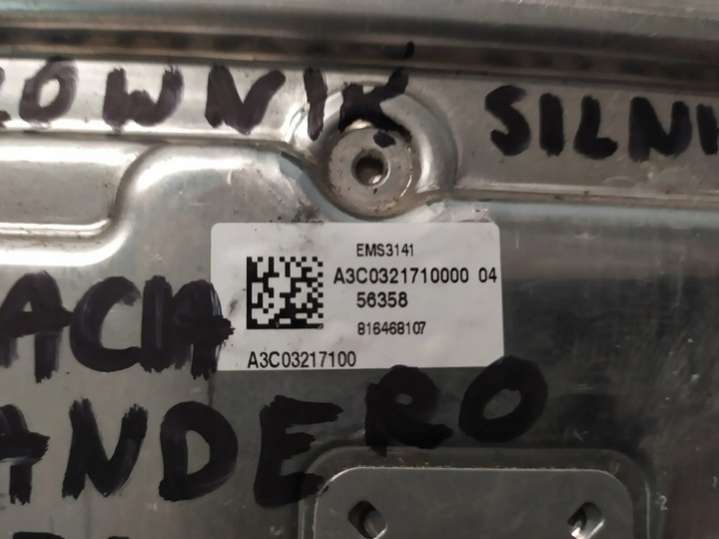 ROWNIK SILNI
EMS3141
A3C0321710000 04
56358
816468107
A3C03217100
ACIA
ANDERO